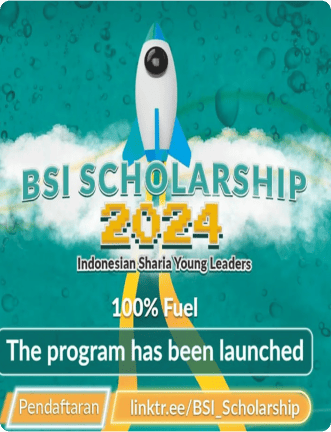 BSI SCHOLARSHIP
2024
Indonesian Sharia Young Leaders
100% Fuel
The program has been launched
Pendaftaran linktr.ee/BSI_Scholarship